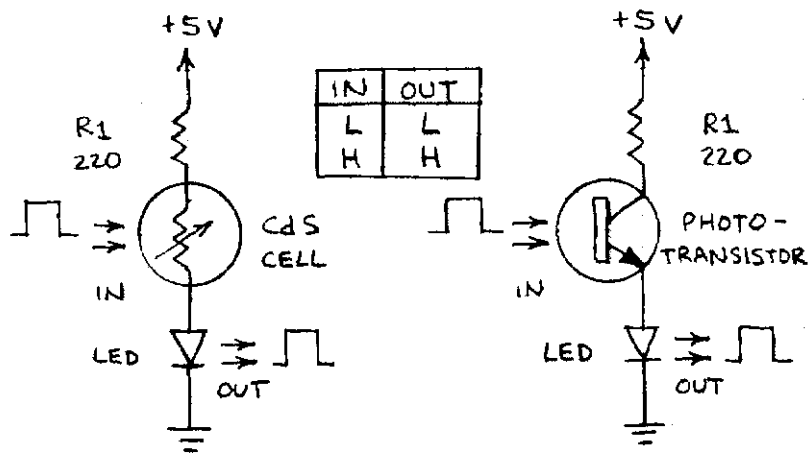 +5V
R1
220
CdS
CELL
IN
LED
OUT
IN OUT
L L
H H
+5V
R1
220
PHOTO-
TRANSISTOR
IN
LED
OUT